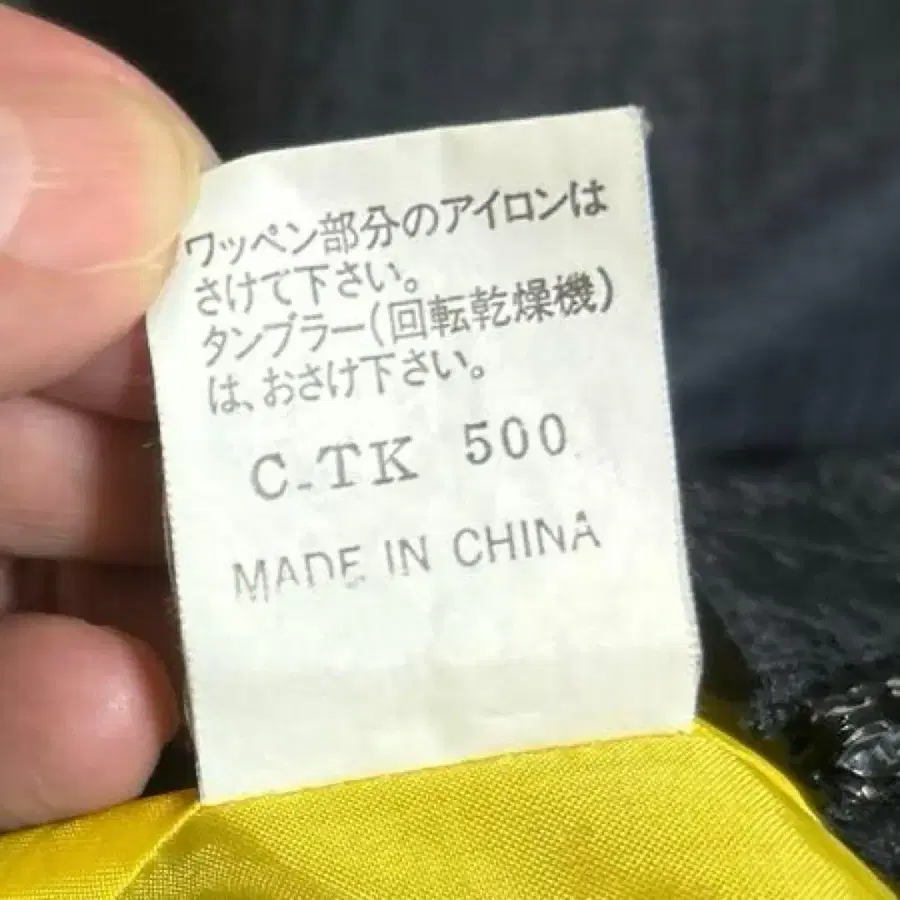 ワッペン部分のアイロンは
さけて下さい。
タンブラー(回転乾燥機)
は、おさけ下さい。
C-TK 500
MADE IN CHINA